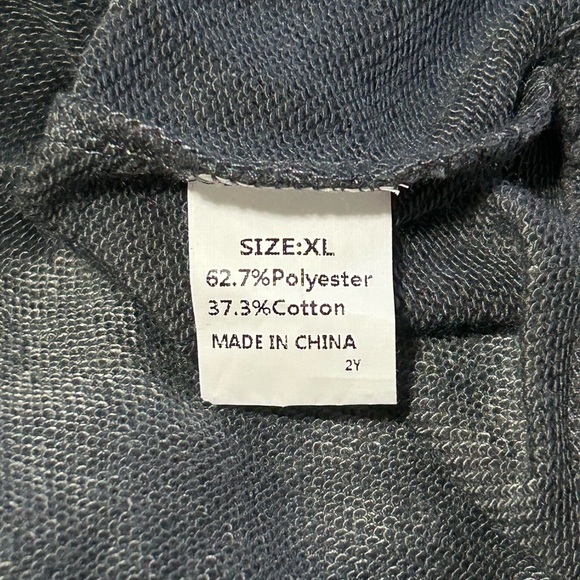 SIZE:XL
62.7%Polyester
37.3%Cotton
MADE IN CHINA
2Y